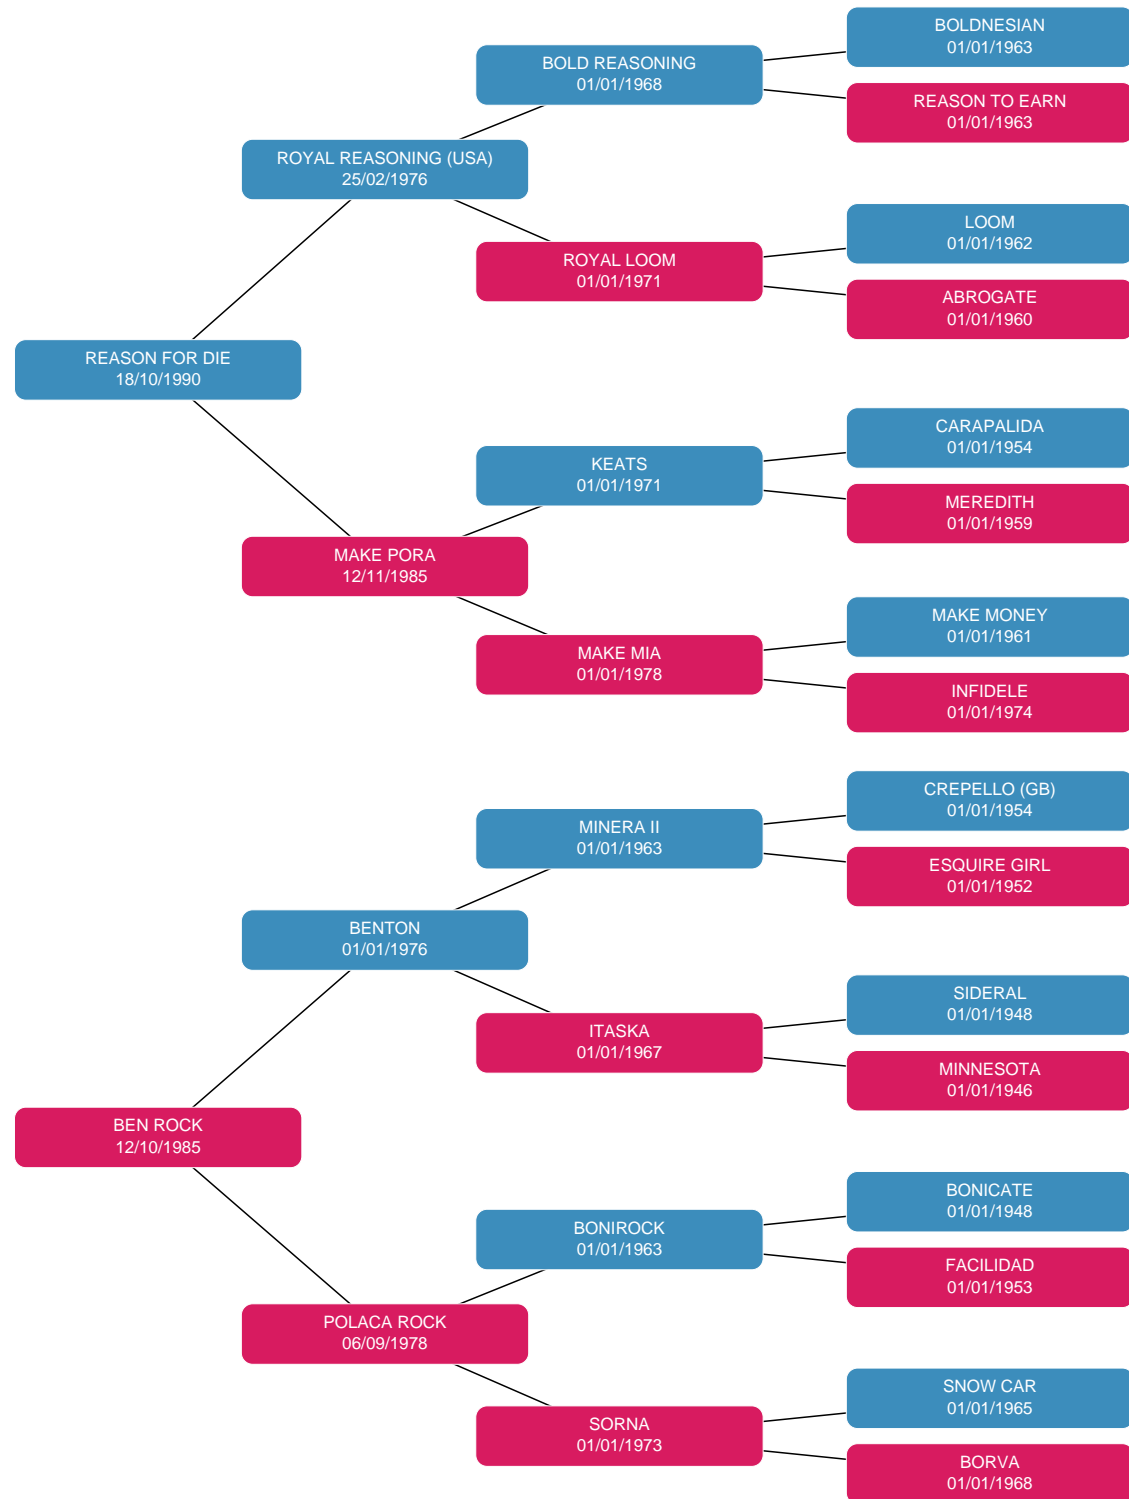 BOLDNESIAN
01/01/1963
BOLD REASONING
01/01/1968
REASON TO EARN
01/01/1963
ROYAL REASONING (USA)
25/02/1976
LOOM
01/01/1962
ROYAL LOOM
01/01/1971
ABROGATE
01/01/1960
REASON FOR DIE
18/10/1990
CARAPALIDA
01/01/1954
KEATS
01/01/1971
MEREDITH
01/01/1959
MAKE PORA
12/11/1985
MAKE MONEY
01/01/1961
MAKE MIA
01/01/1978
INFIDELE
01/01/1974
CREPELLO (GB)
01/01/1954
MINERA II
01/01/1963
ESQUIRE GIRL
01/01/1952
BENTON
01/01/1976
SIDERAL
01/01/1948
ITASKA
01/01/1967
MINNESOTA
01/01/1946
BEN ROCK
12/10/1985
BONICATE
01/01/1948
BONIROCK
01/01/1963
FACILIDAD
01/01/1953
POLACA ROCK
06/09/1978
SNOW CAR
01/01/1965
SORNA
01/01/1973
BORVA
01/01/1968